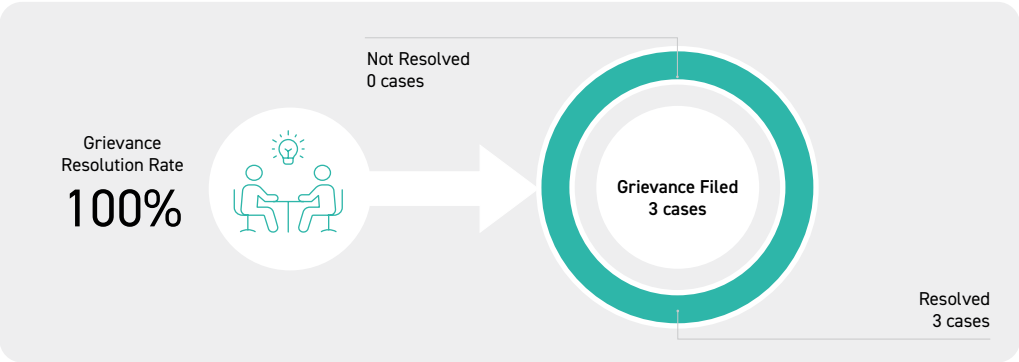 Grievance
Resolution Rate
100%
Not Resolved
0 cases
Grievance Filed
3 cases
Resolved
3 cases